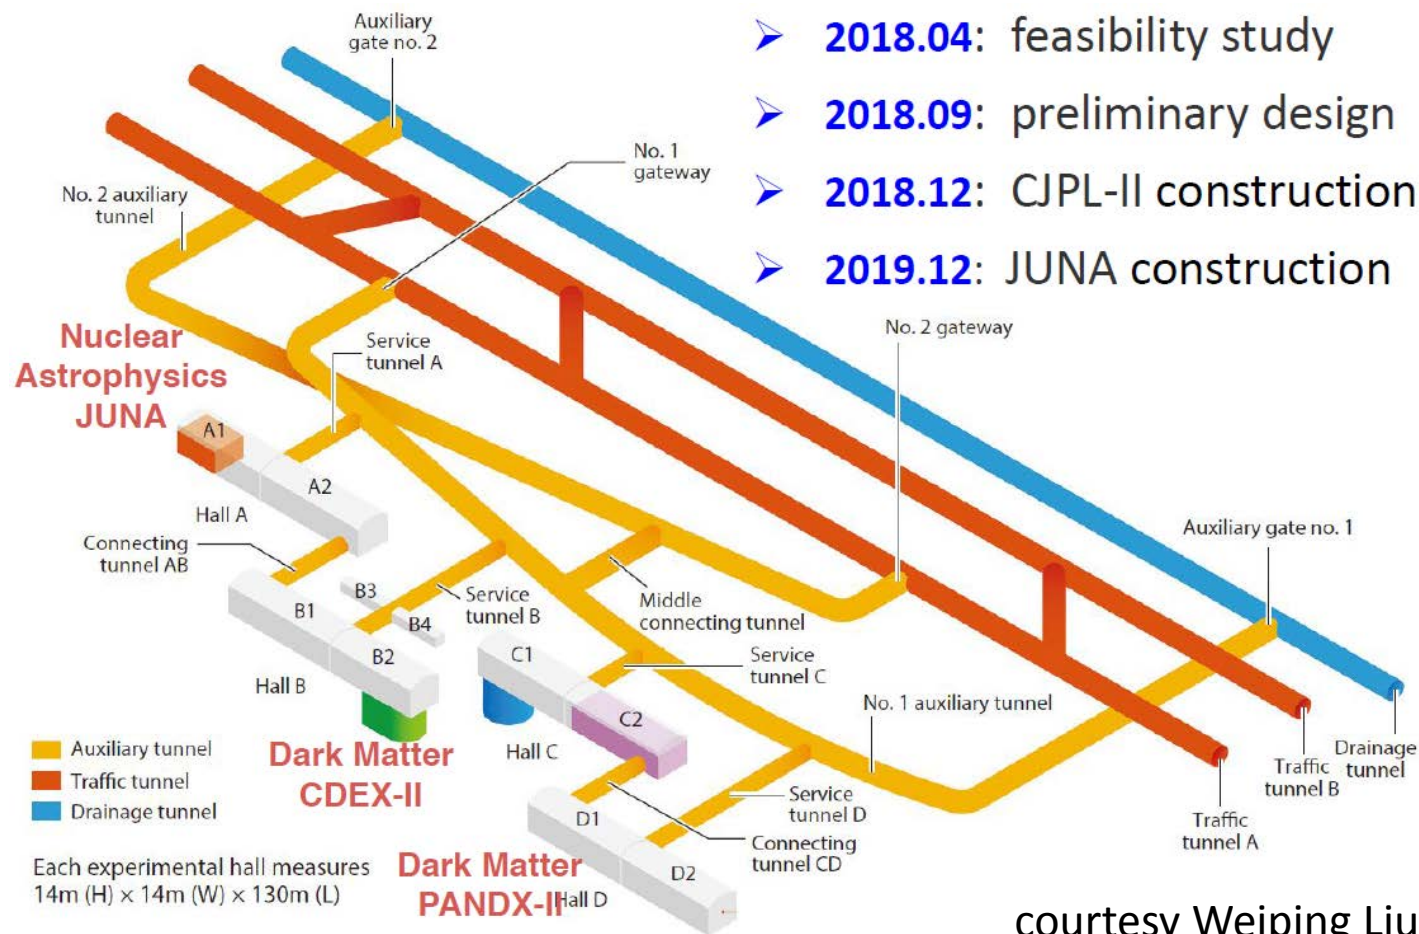 Auxiliary
gate no. 2
➢ 2018.04: feasibility study
➢ 2018.09: preliminary design
➢ 2018.12: CJPL-II construction
➢ 2019.12: JUNA construction
No. 1
gateway
No. 2 auxiliary
tunnel
No. 2 gateway
Service
tunnel A
Nuclear
Astrophysics
JUNA
A1
A2
Hall A
Connecting
tunnel AB
Auxiliary gate no. 1
B3
B4
Service
tunnel B
Middle
connecting tunnel
B1
B2
Hall B
C1
C2
Service
tunnel C
Hall C
No. 1 auxiliary tunnel
Auxiliary tunnel
Traffic tunnel
Drainage tunnel
Dark Matter
CDEX-II
Drainage
tunnel
Traffic
tunnel B
Traffic
tunnel A
Service
tunnel D
Connecting
tunnel CD
D1
D2
Each experimental hall measures
14m (H) × 14m (W) × 130m (L)
Dark Matter
PANDX-II
Hall D
courtesy Weiping Liu